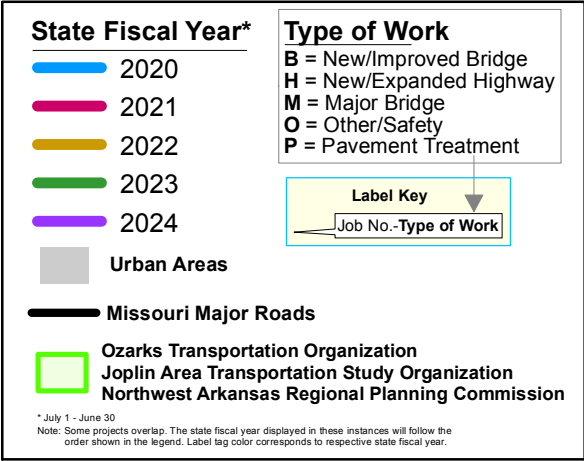 State Fiscal Year*
2020
2021
2022
2023
2024
Urban Areas
Missouri Major Roads
Ozarks Transportation Organization
Joplin Area Transportation Study Organization
Northwest Arkansas Regional Planning Commission
* July 1 - June 30
Note: Some projects overlap. The state fiscal year displayed in these instances will follow the
order shown in the legend. Label tag color corresponds to respective state fiscal year.
Type of Work
B = New/Improved Bridge
H = New/Expanded Highway
M = Major Bridge
O = Other/Safety
P = Pavement Treatment
Label Key
Job No.-Type of Work